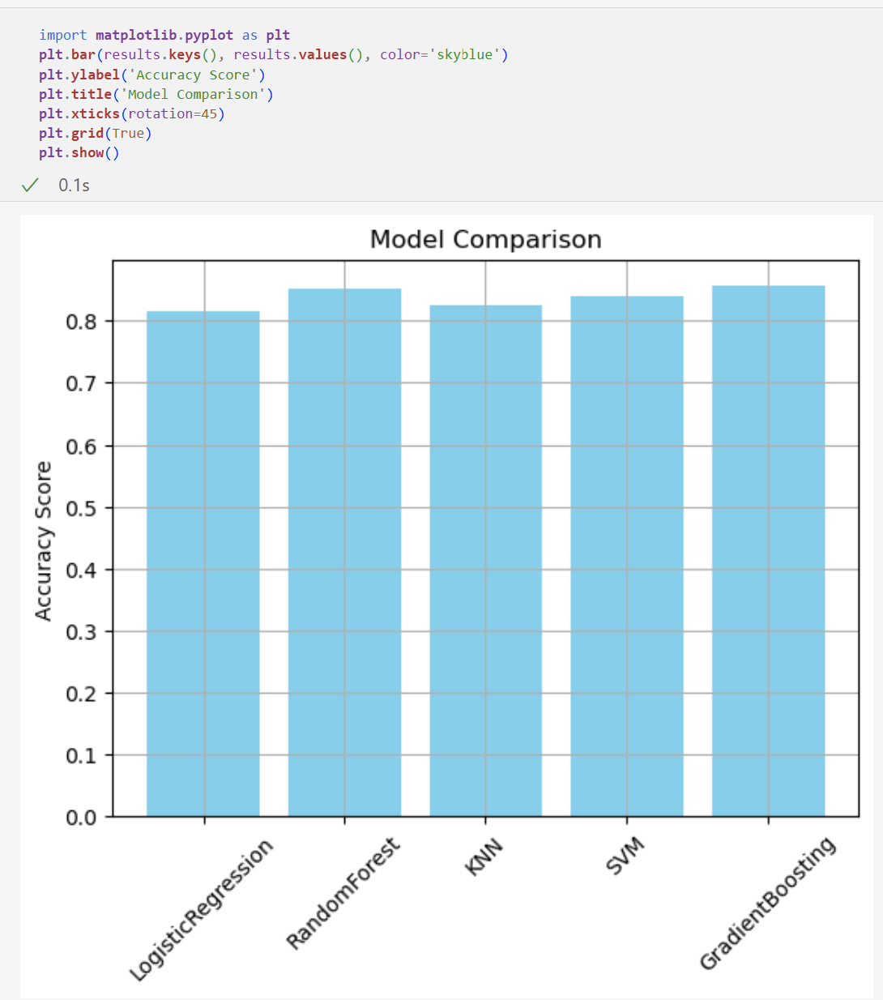 import matplotlib.pyplot as plt
plt.bar(results.keys(), results.values(), color='skyblue')
plt.ylabel('Accuracy Score')
plt.title('Model Comparison')
plt.xticks(rotation=45)
plt.grid(True)
plt.show()
0.1s
Model Comparison
0.8
0.7
0.6
0.5
0.4
0.3
0.2
0.1
0.0
Accuracy Score
LogisticRegression
RandomForest
KNN
SVM
GradientBoosting